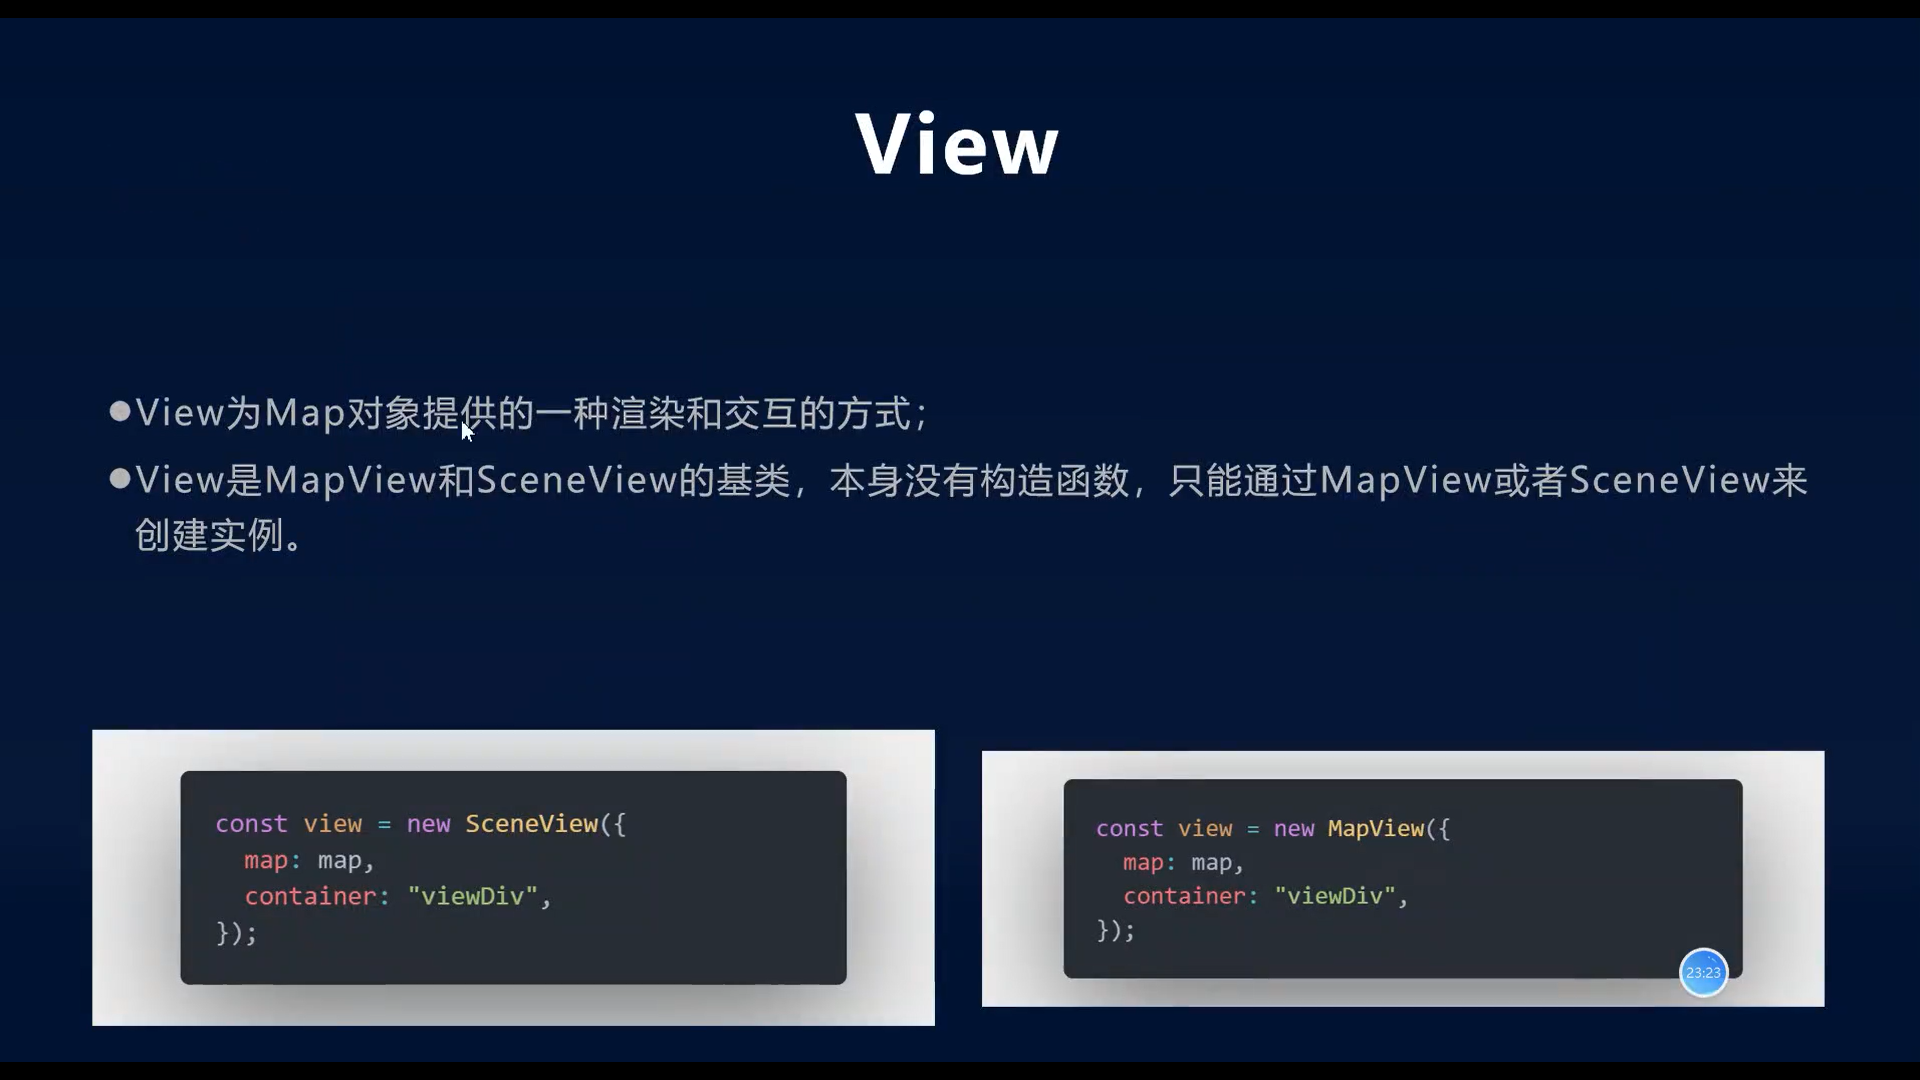 View
●View为Map对象提供的一种渲染和交互的方式；
●View是MapView和SceneView的基类，本身没有构造函数，只能通过MapView或者SceneView来
创建实例。
const view = new SceneView({
  map: map,
  container: "viewDiv",
});
const view = new MapView({
  map: map,
  container: "viewDiv",
});
23:23